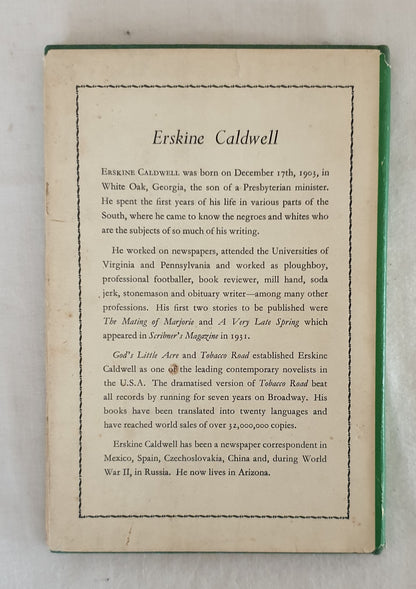 Erskine Caldwell
ERSKINE CALDWELL was born on December 17th, 1903, in
White Oak, Georgia, the son of a Presbyterian minister.
He spent the first years of his life in various parts of the
South, where he came to know the negroes and whites who
are the subjects of so much of his writing.
He worked on newspapers, attended the Universities of
Virginia and Pennsylvania and worked as ploughboy,
professional footballer, book reviewer, mill hand, soda
jerk, stonemason and obituary writer—among many other
professions. His first two stories to be published were
The Mating of Marjorie and A Very Late Spring which
appeared in Scribner's Magazine in 1931.
God's Little Acre and Tobacco Road established Erskine
Caldwell as one of the leading contemporary novelists in
the U.S.A. The dramatised version of Tobacco Road beat
all records by running for seven years on Broadway. His
books have been translated into twenty languages and
have reached world sales of over 32,000,000 copies.
Erskine Caldwell has been a newspaper correspondent in
Mexico, Spain, Czechoslovakia, China and, during World
War II, in Russia. He now lives in Arizona.